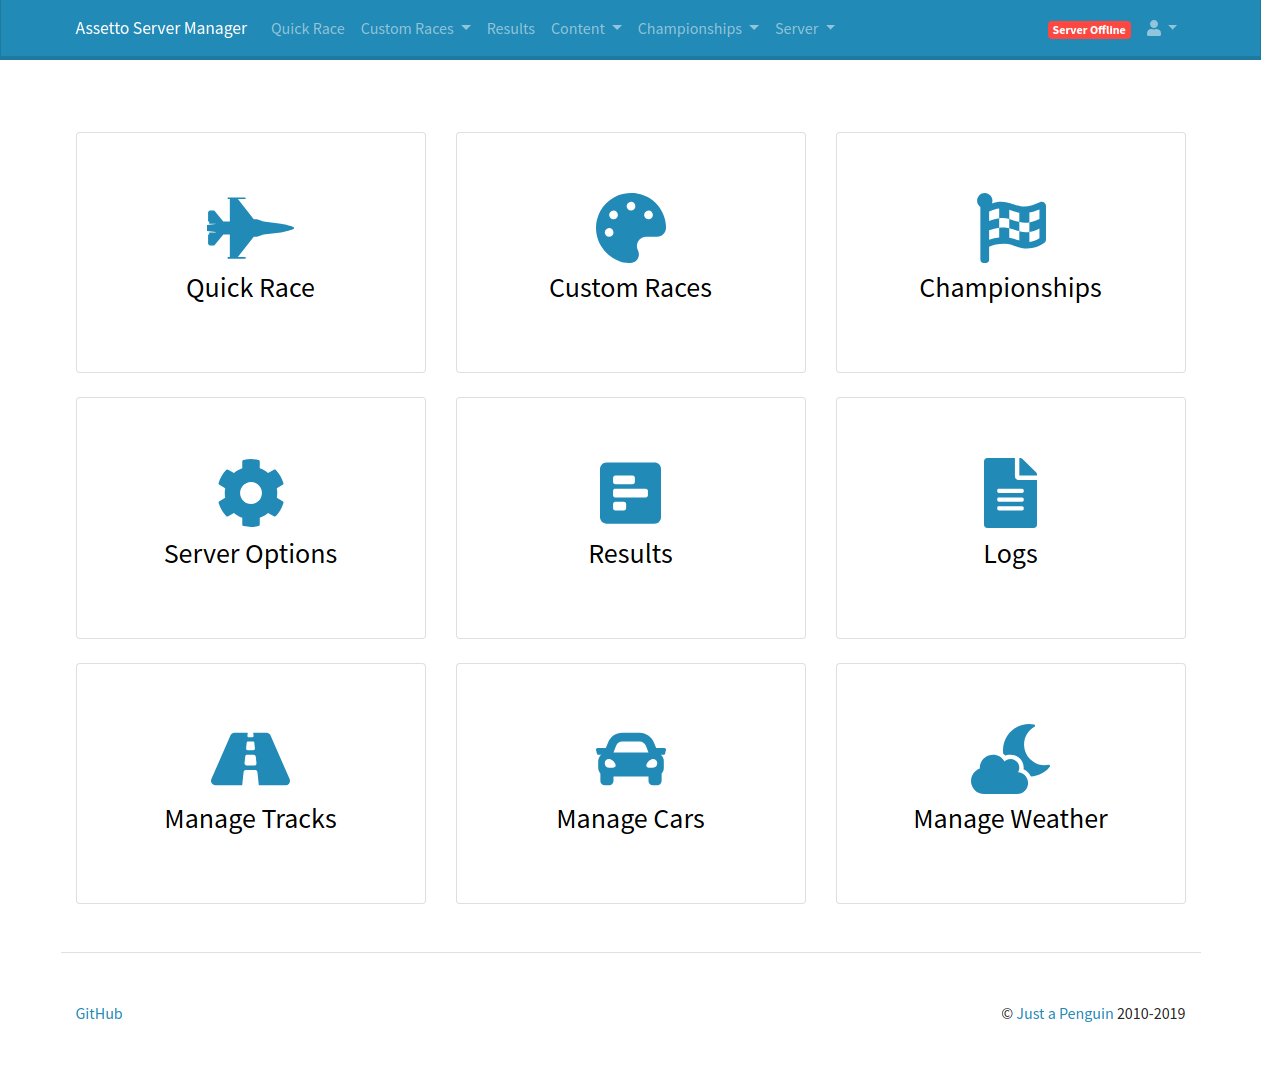 Assetto Server Manager Quick Race Custom Races Results Content Championships Server Server Offline
Quick Race Custom Races Championships
Server Options Results Logs
Manage Tracks Manage Cars Manage Weather
GitHub © Just a Penguin 2010-2019